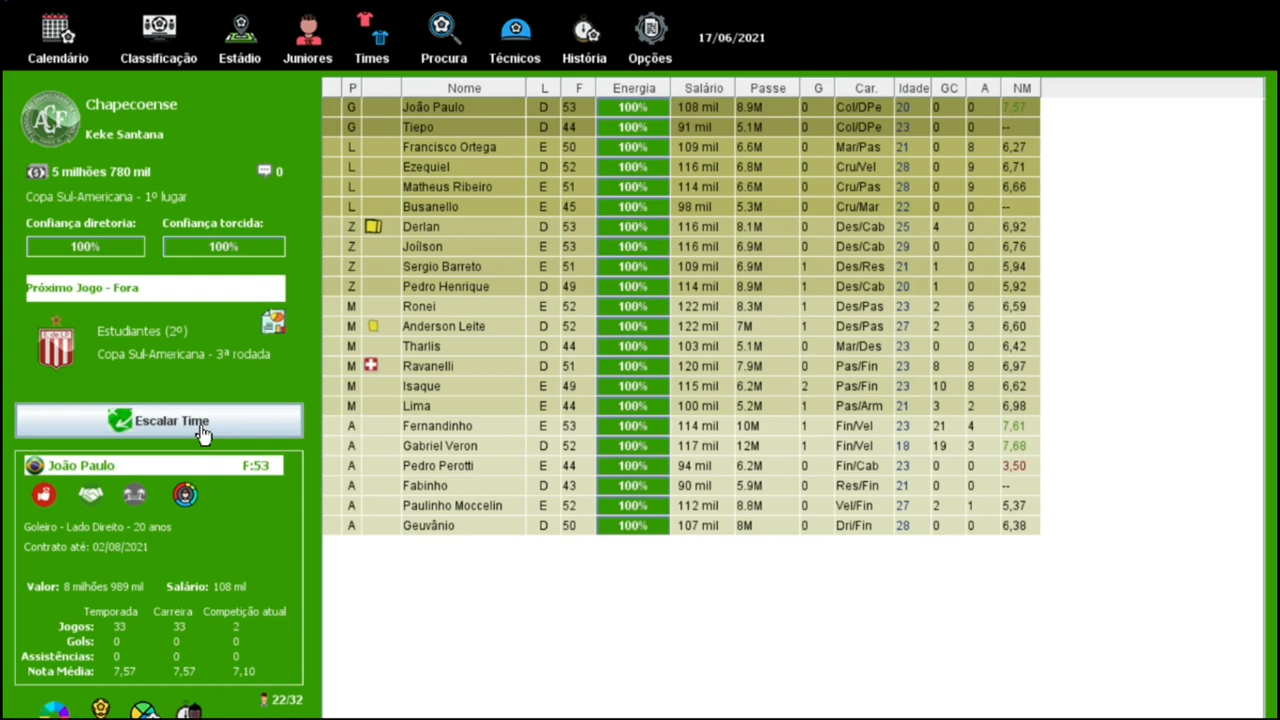 Calendário Classificação Estádio Juniores Times Procura Técnicos História Opções 17/06/2021
Chapecoense
Keke Santana
5 milhões 780 mil 0
Copa Sul-Americana - 1º lugar
Confiança diretoria: Confiança torcida:
100% 100%
Próximo Jogo - Fora
Estudiantes (2º)
Copa Sul-Americana - 3ª rodada
Escalar Time
João Paulo F:53
Goleiro - Lado Direito - 20 anos
Contrato até: 02/08/2021
Valor: 8 milhões 989 mil Salário: 108 mil
Temporada Carreira Competição atual
Jogos: 33 33 2
Gols: 0 0 0
Assistências: 0 0 0
Nota Média: 7,57 7,57 7,10
22/32
P Nome L F Energia Salário Passe G Car. Idade GC A NM
G João Paulo D 53 100% 108 mil 8.9M 0 Col/DPe 20 0 0 7,57
G Tiepo D 44 100% 91 mil 5.1M 0 Col/DPe 23 0 0 --
L Francisco Ortega E 50 100% 109 mil 6.6M 0 Mar/Pas 21 0 8 6,27
L Ezequiel D 52 100% 116 mil 6.8M 0 Cru/Vel 28 0 9 6,71
L Matheus Ribeiro E 51 100% 114 mil 6.6M 0 Cru/Pas 28 0 9 6,66
L Busanello E 45 100% 98 mil 5.3M 0 Cru/Mar 22 0 0 --
Z Derlan D 53 100% 116 mil 8.1M 0 Des/Cab 25 4 0 6,92
Z Joílson E 53 100% 116 mil 6.9M 0 Des/Cab 29 0 0 6,76
Z Sergio Barreto E 51 100% 109 mil 6.9M 1 Des/Res 21 1 0 5,94
Z Pedro Henrique D 49 100% 114 mil 8.9M 0 Des/Cab 20 1 0 5,92
M Ronei E 52 100% 122 mil 8.3M 1 Des/Pas 23 2 6 6,59
M Anderson Leite D 52 100% 122 mil 7M 1 Des/Pas 27 2 3 6,60
M Tharlis D 44 100% 103 mil 5.1M 0 Mar/Des 23 0 0 6,42
M Ravanelli D 51 100% 120 mil 7.9M 0 Pas/Fin 23 8 8 6,97
M Isaque E 49 100% 115 mil 6.2M 2 Pas/Fin 23 10 8 6,62
M Lima E 44 100% 100 mil 5.2M 1 Pas/Arm 21 3 2 6,98
A Fernandinho E 53 100% 114 mil 10M 1 Fin/Vel 23 21 4 7,61
A Gabriel Veron D 52 100% 117 mil 12M 1 Fin/Vel 18 19 3 7,68
A Pedro Perotti E 44 100% 94 mil 6.2M 0 Fin/Cab 23 0 0 3,50
A Fabinho D 43 100% 90 mil 5.9M 0 Res/Fin 21 0 0 --
A Paulinho Moccelin E 52 100% 112 mil 8.8M 0 Vel/Fin 27 2 1 5,37
A Geuvânio D 50 100% 107 mil 8M 0 Dri/Fin 28 0 0 6,38